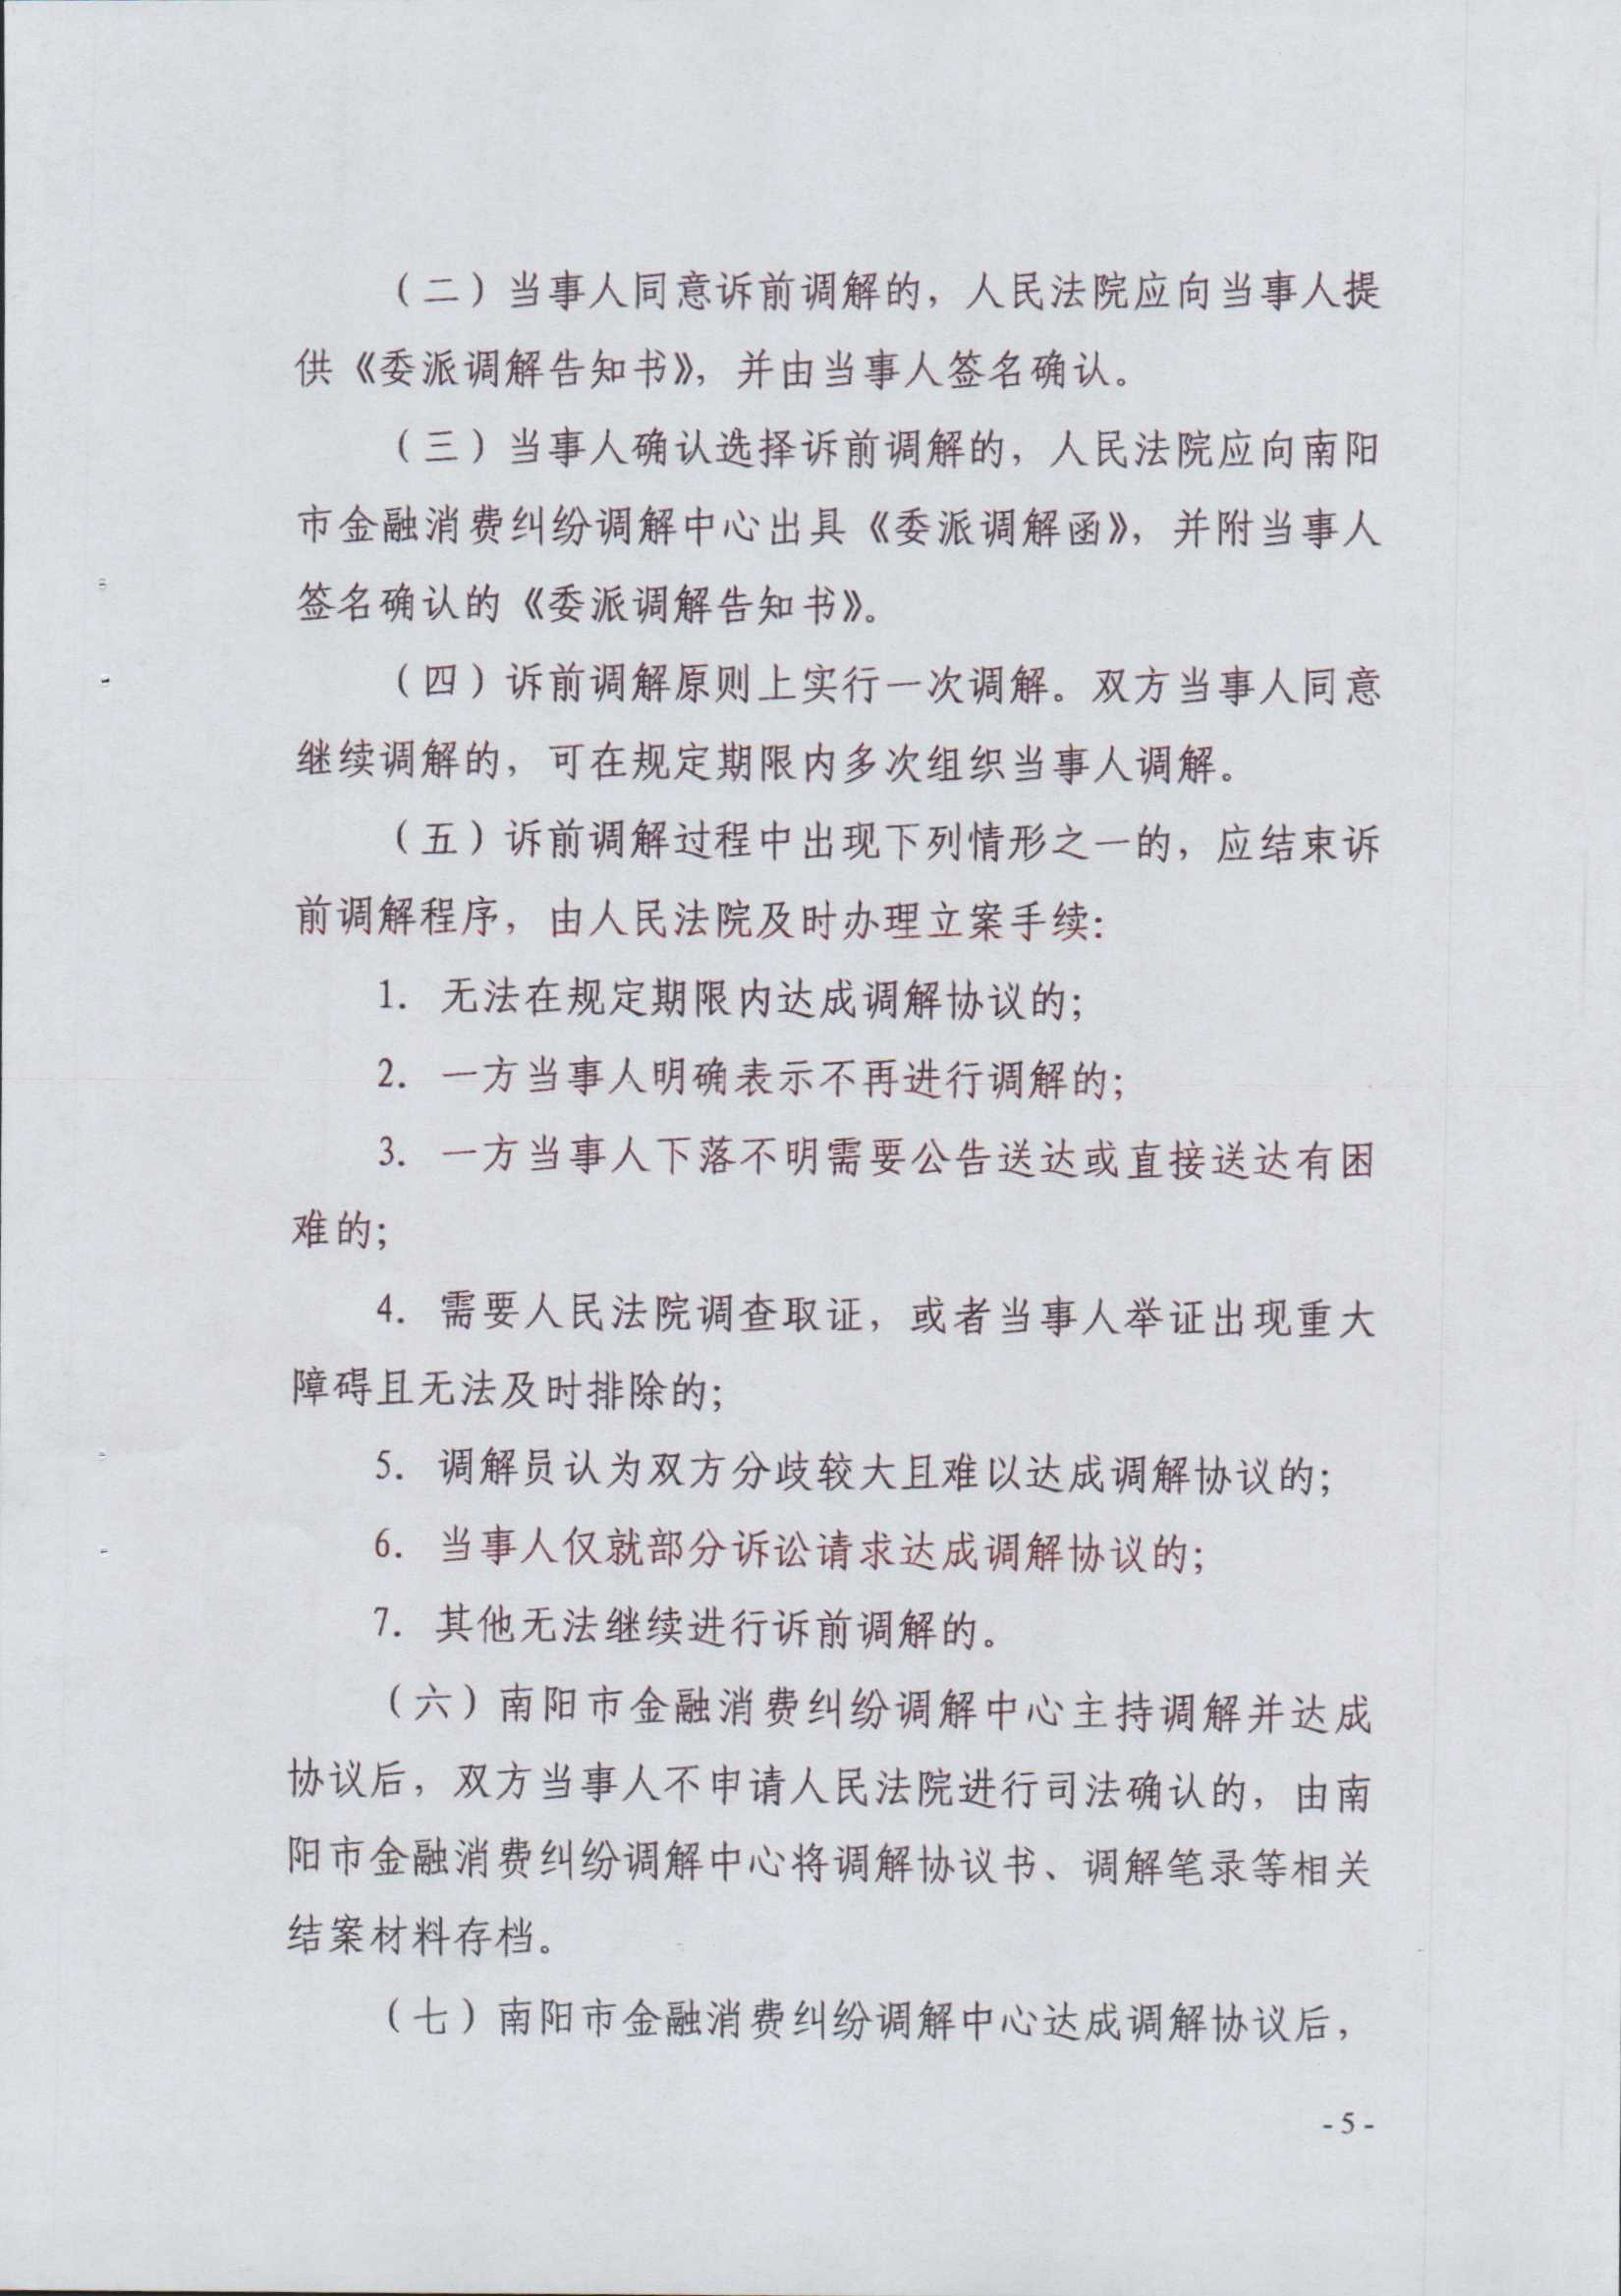 （二）当事人同意诉前调解的，人民法院应向当事人提
供《委派调解告知书》，并由当事人签名确认。
（三）当事人确认选择诉前调解的，人民法院应向南阳
市金融消费纠纷调解中心出具《委派调解函》，并附当事人
签名确认的《委派调解告知书》。
（四）诉前调解原则上实行一次调解。双方当事人同意
继续调解的，可在规定期限内多次组织当事人调解。
（五）诉前调解过程中出现下列情形之一的，应结束诉
前调解程序，由人民法院及时办理立案手续：
1. 无法在规定期限内达成调解协议的；
2. 一方当事人明确表示不再进行调解的；
3. 一方当事人下落不明需要公告送达或直接送达有困
难的；
4. 需要人民法院调查取证，或者当事人举证出现重大
障碍且无法及时排除的；
5. 调解员认为双方分歧较大且难以达成调解协议的；
6. 当事人仅就部分诉讼请求达成调解协议的；
7. 其他无法继续进行诉前调解的。
（六）南阳市金融消费纠纷调解中心主持调解并达成
协议后，双方当事人不申请人民法院进行司法确认的，由南
阳市金融消费纠纷调解中心将调解协议书、调解笔录等相关
结案材料存档。
（七）南阳市金融消费纠纷调解中心达成调解协议后，
- 5 -